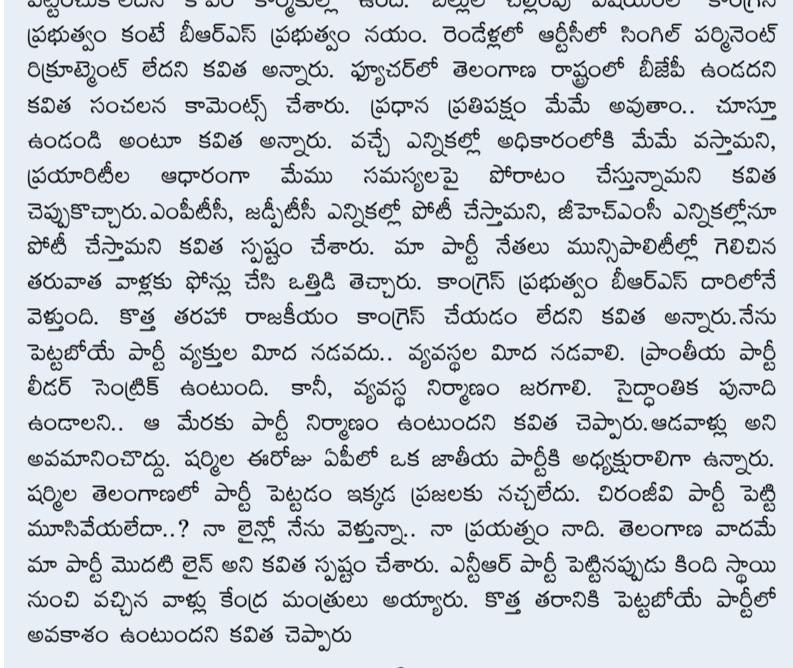 ప్రభుత్వం కంటే బీఆర్ఎస్ ప్రభుత్వం నయం. రెండేళ్లలో ఆర్టీసీలో సింగిల్ పర్మినెంట్
రిక్రూట్మెంట్ లేదని కవిత అన్నారు. ఫ్యూచర్‌లో తెలంగాణ రాష్ట్రంలో బీజేపీ ఉండదని
కవిత సంచలన కామెంట్స్ చేశారు. ప్రధాన ప్రతిపక్షం మేమే అవుతాం.. చూస్తూ
ఉండండి అంటూ కవిత అన్నారు. వచ్చే ఎన్నికల్లో అధికారంలోకి మేమే వస్తామని,
ప్రయారిటీల ఆధారంగా మేము సమస్యలపై పోరాటం చేస్తున్నామని కవిత
చెప్పుకొచ్చారు.ఎంపీటీసీ, జడ్పీటీసీ ఎన్నికల్లో పోటీ చేస్తామని, జీహెచ్ఎంసీ ఎన్నికల్లోనూ
పోటీ చేస్తామని కవిత స్పష్టం చేశారు. మా పార్టీ నేతలు మున్సిపాలిటీల్లో గెలిచిన
తరువాత వాళ్లకు ఫోన్లు చేసి ఒత్తిడి తెచ్చారు. కాంగ్రెస్ ప్రభుత్వం బీఆర్ఎస్ దారిలోనే
వెళ్తుంది. కొత్త తరహా రాజకీయం కాంగ్రెస్ చేయడం లేదని కవిత అన్నారు.నేను
పెట్టబోయే పార్టీ వ్యక్తుల మీద నడవదు.. వ్యవస్థల మీద నడవాలి. ప్రాంతీయ పార్టీ
లీడర్ సెంట్రిక్ ఉంటుంది. కానీ, వ్యవస్థ నిర్మాణం జరగాలి. సైద్ధాంతిక పునాది
ఉండాలని.. ఆ మేరకు పార్టీ నిర్మాణం ఉంటుందని కవిత చెప్పారు.ఆడవాళ్లు అని
అవమానించొద్దు. షర్మిల ఈరోజు ఏపీలో ఒక జాతీయ పార్టీకి అధ్యక్షురాలిగా ఉన్నారు.
షర్మిల తెలంగాణలో పార్టీ పెట్టడం ఇక్కడ ప్రజలకు నచ్చలేదు. చిరంజీవి పార్టీ పెట్టి
మూసివేయలేదా..? నా లైన్లో నేను వెళ్తున్నా.. నా ప్రయత్నం నాది. తెలంగాణ వాదమే
మా పార్టీ మొదటి లైన్ అని కవిత స్పష్టం చేశారు. ఎన్టీఆర్ పార్టీ పెట్టినప్పుడు కింది స్థాయి
నుంచి వచ్చిన వాళ్లు కేంద్ర మంత్రులు అయ్యారు. కొత్త తరానికి పెట్టబోయే పార్టీలో
అవకాశం ఉంటుందని కవిత చెప్పారు